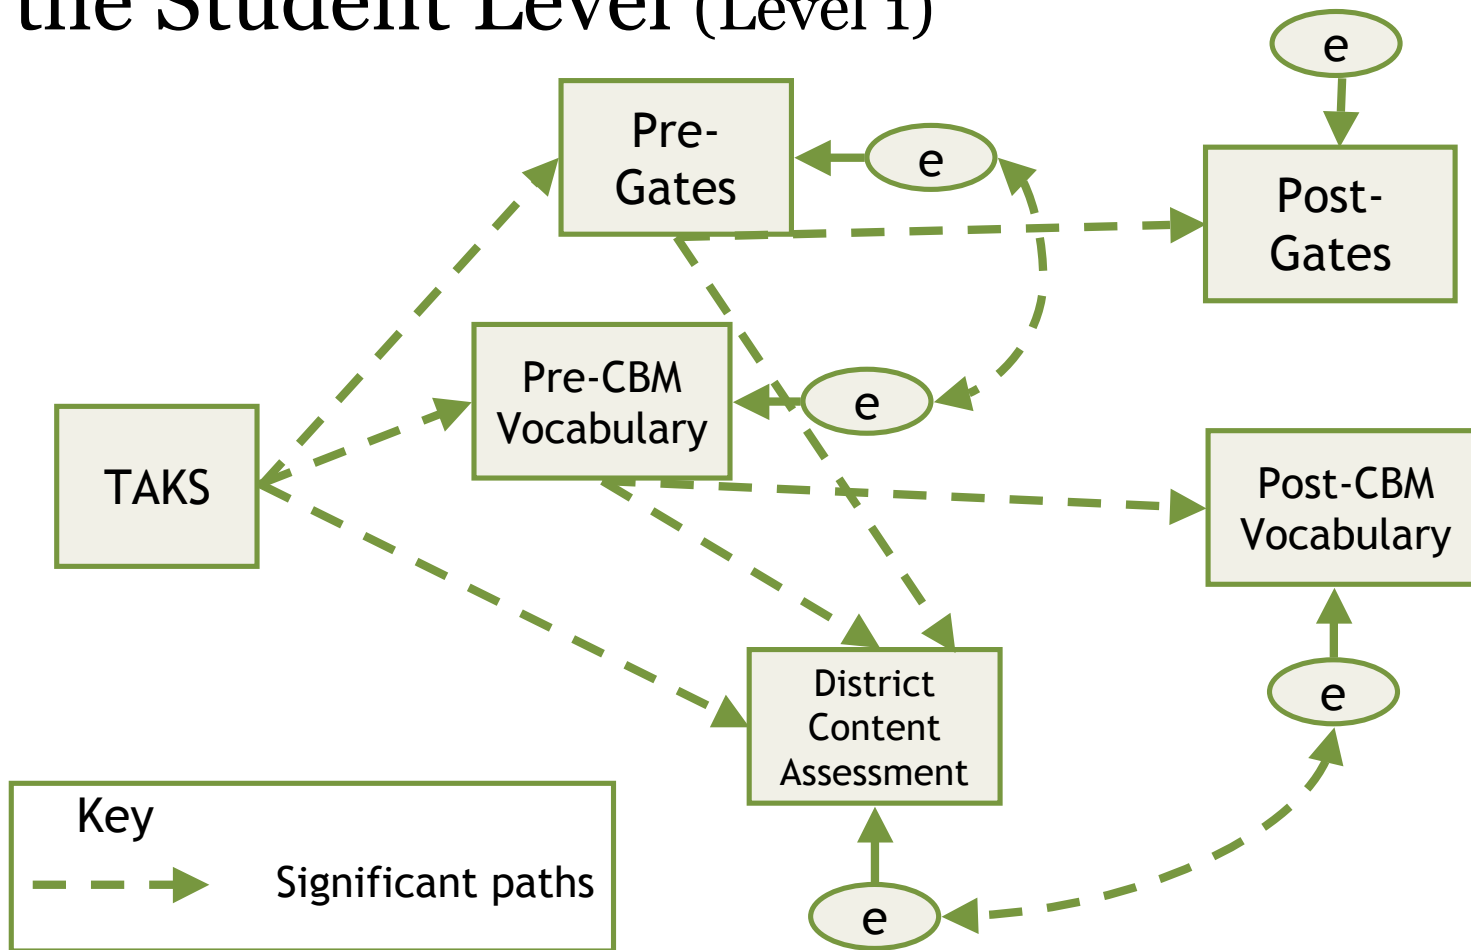 the Student Level (Level 1)
e
Pre-
Gates
e
Post-
Gates
Pre-CBM
Vocabulary
e
TAKS
Post-CBM
Vocabulary
District
Content
Assessment
e
Key
Significant paths
e